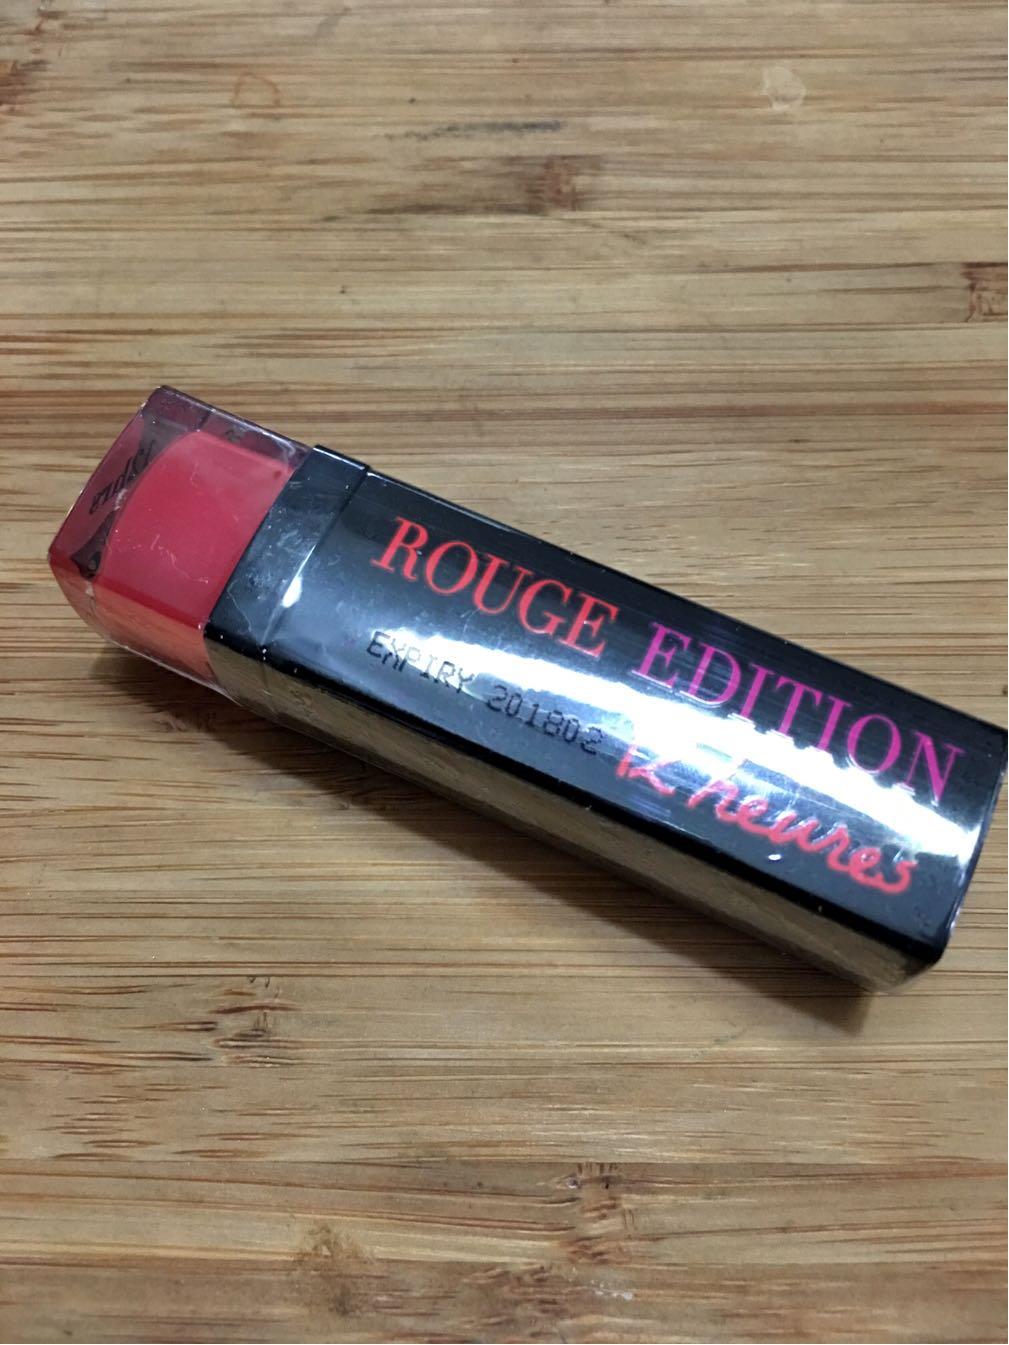 ROUGE EDITION
EXPIRY 201802
12 heures